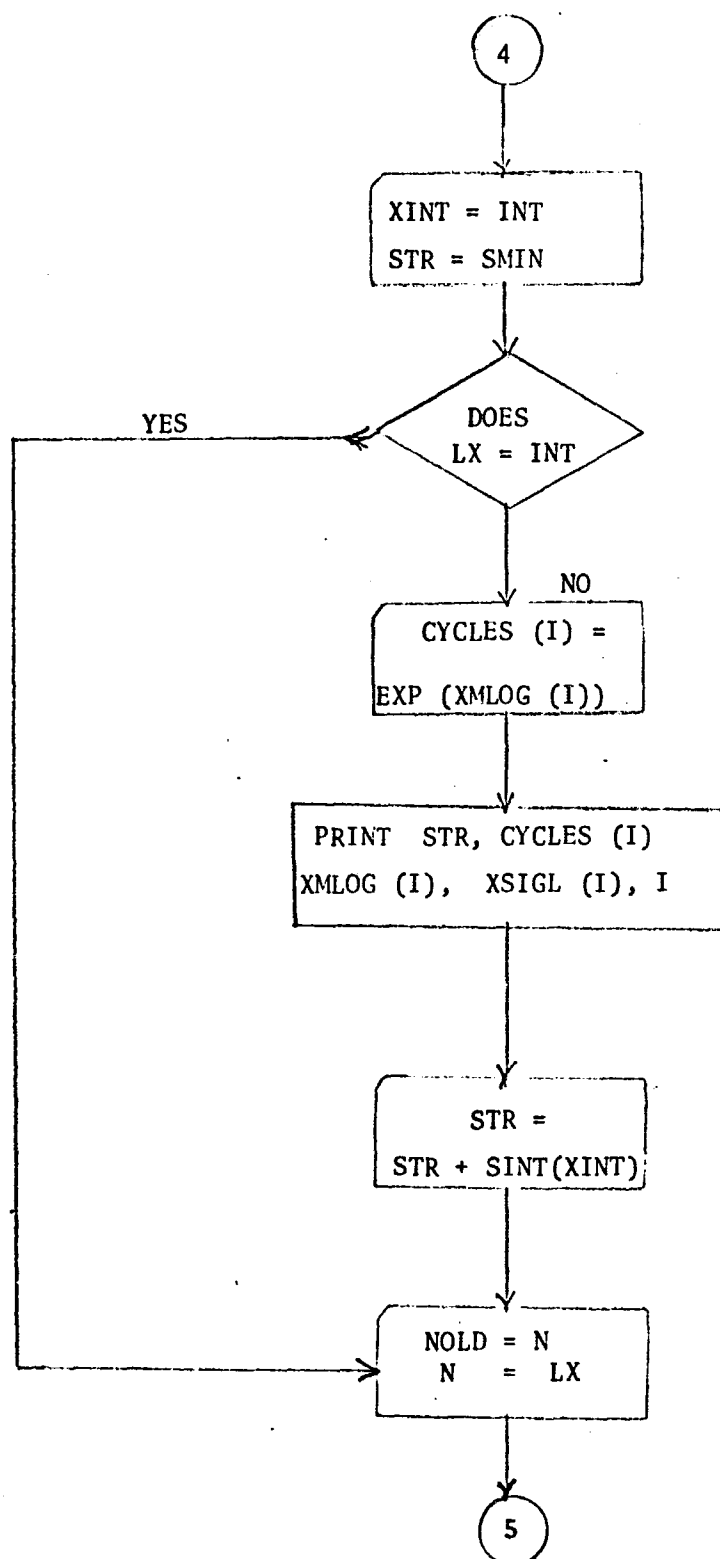 4
XINT = INT
STR = SMIN
YES
DOES
LX = INT
NO
CYCLES (I) =
EXP (XMLOG (I))
PRINT STR, CYCLES (I)
XMLOG (I), XSIGL (I), I
STR =
STR + SINT(XINT)
NOLD = N
N = LX
5